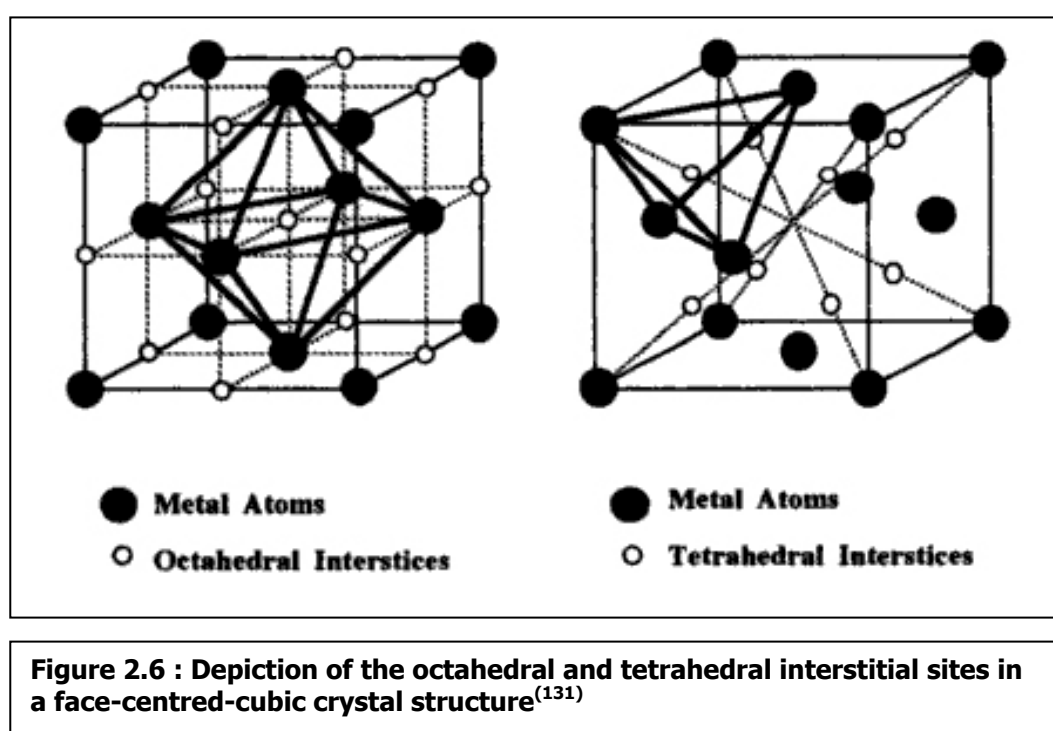 Metal Atoms
Octahedral Interstices
Metal Atoms
Tetrahedral Interstices
Figure 2.6 : Depiction of the octahedral and tetrahedral interstitial sites in
a face-centred-cubic crystal structure(131)